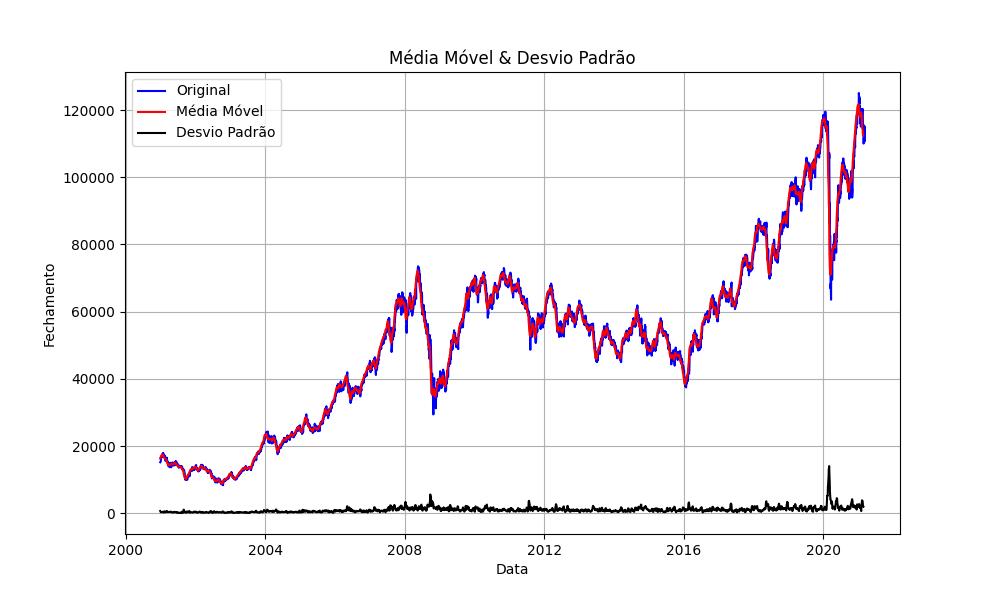 Média Móvel & Desvio Padrão
Original
Média Móvel
Desvio Padrão
120000
100000
80000
60000
40000
20000
0
Fechamento
2000 2004 2008 2012 2016 2020
Data